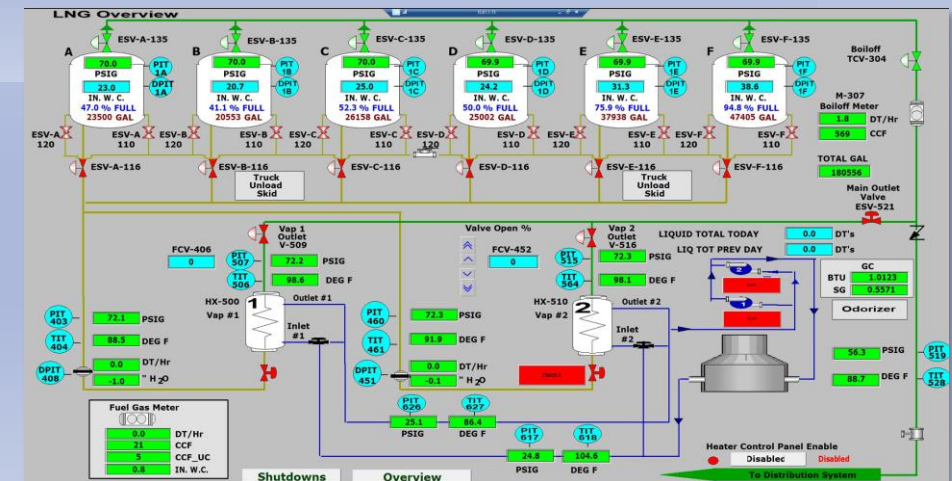 LNG Overview
ESV-A-135 ESV-B-135 ESV-C-135 ESV-D-135 ESV-E-135 ESV-F-135
A B C D E F
70.0 70.0 70.0 69.9 69.9 69.9
PSIG PSIG PSIG PSIG PSIG PSIG
PIT 1A PIT 1B PIT 1C PIT 1D PIT 1E PIT 1F
23.0 20.7 25.0 24.2 31.3 38.6
DPIT 1A DPIT 1B DPIT 1C DPIT 1D DPIT 1E DPIT 1F
IN. W. C. IN. W. C. IN. W. C. IN. W. C. IN. W. C. IN. W. C.
47.0 % FULL 41.1 % FULL 52.3 % FULL 50.0 % FULL 75.9 % FULL 94.8 % FULL
23500 GAL 20553 GAL 26158 GAL 25002 GAL 37938 GAL 47405 GAL
ESV-A 120 ESV-A 110 ESV-B 120 ESV-B 110 ESV-C 120 ESV-C 110 ESV-D 120 ESV-D 110 ESV-E 120 ESV-E 110 ESV-F 120 ESV-F 110
ESV-A-116 ESV-B-116 ESV-C-116 ESV-D-116 ESV-E-116 ESV-F-116
Truck Unload Skid
Truck Unload Skid
Boiloff
TCV-304
M-307
Boiloff Meter
1.8 DT/Hr
569 CCF
TOTAL GAL
180556
Main Outlet
Valve
ESV-521
Vap 1
Outlet
V-509
FCV-406
0
PIT 507 72.2 PSIG
TIT 506 98.6 DEG F
HX-500
Vap #1
1
Outlet #1
Inlet
#1
PIT 403 72.1 PSIG
TIT 404 88.5 DEG F
DPIT 408 0.0 DT/Hr
-1.0 "H2O
Valve Open %
FCV-452
0
Vap 2
Outlet
V-516
PIT 515 72.3 PSIG
TIT 564 98.1 DEG F
HX-510
Vap #2
2
Outlet #2
Inlet
#2
PIT 460 72.3 PSIG
TIT 461 91.9 DEG F
DPIT 451 0.0 DT/Hr
-0.1 "H2O
LIQUID TOTAL TODAY 0.0 DT's
LIQ TOT PREV DAY 0.0 DT's
2
1
GC
BTU 1.0123
SG 0.5571
Odorizer
56.3 PSIG PIT 519
88.7 DEG F TIT 528
PIT 626 TIT 627
25.1 86.4
PSIG DEG F
PIT 617 TIT 618
24.8 104.6
PSIG DEG F
Fuel Gas Meter
0.0 DT/Hr
21 CCF
5 CCF_UC
0.8 IN. W.C.
Heater Control Panel Enable
Disabled Disabled
Shutdowns Overview
To Distribution System